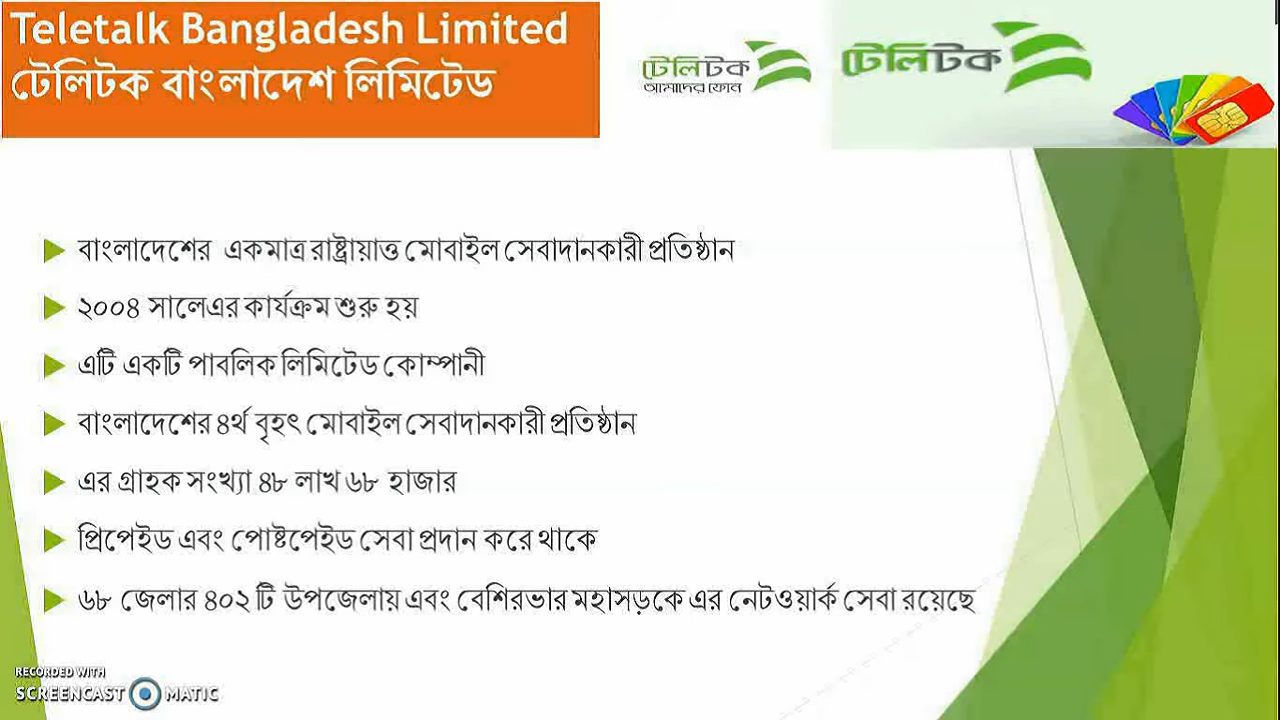 Teletalk Bangladesh Limited
টেলিটক বাংলাদেশ লিমিটেড
টেলিটক
আমাদের ফোন
টেলিটক
বাংলাদেশের একমাত্র রাষ্ট্রায়াত্ত মোবাইল সেবাদানকারী প্রতিষ্ঠান
২০০৪ সালেএর কার্যক্রম শুরু হয়
এটি একটি পাবলিক লিমিটেড কোম্পানী
বাংলাদেশের ৪র্থ বৃহৎ মোবাইল সেবাদানকারী প্রতিষ্ঠান
এর গ্রাহক সংখ্যা ৪৮ লাখ ৬৮ হাজার
প্রিপেইড এবং পোষ্টপেইড সেবা প্রদান করে থাকে
৬৮ জেলার ৪০২ টি উপজেলায় এবং বেশিরভার মহাসড়কে এর নেটওয়ার্ক সেবা রয়েছে
RECORDED WITH
SCREENCAST MATIC